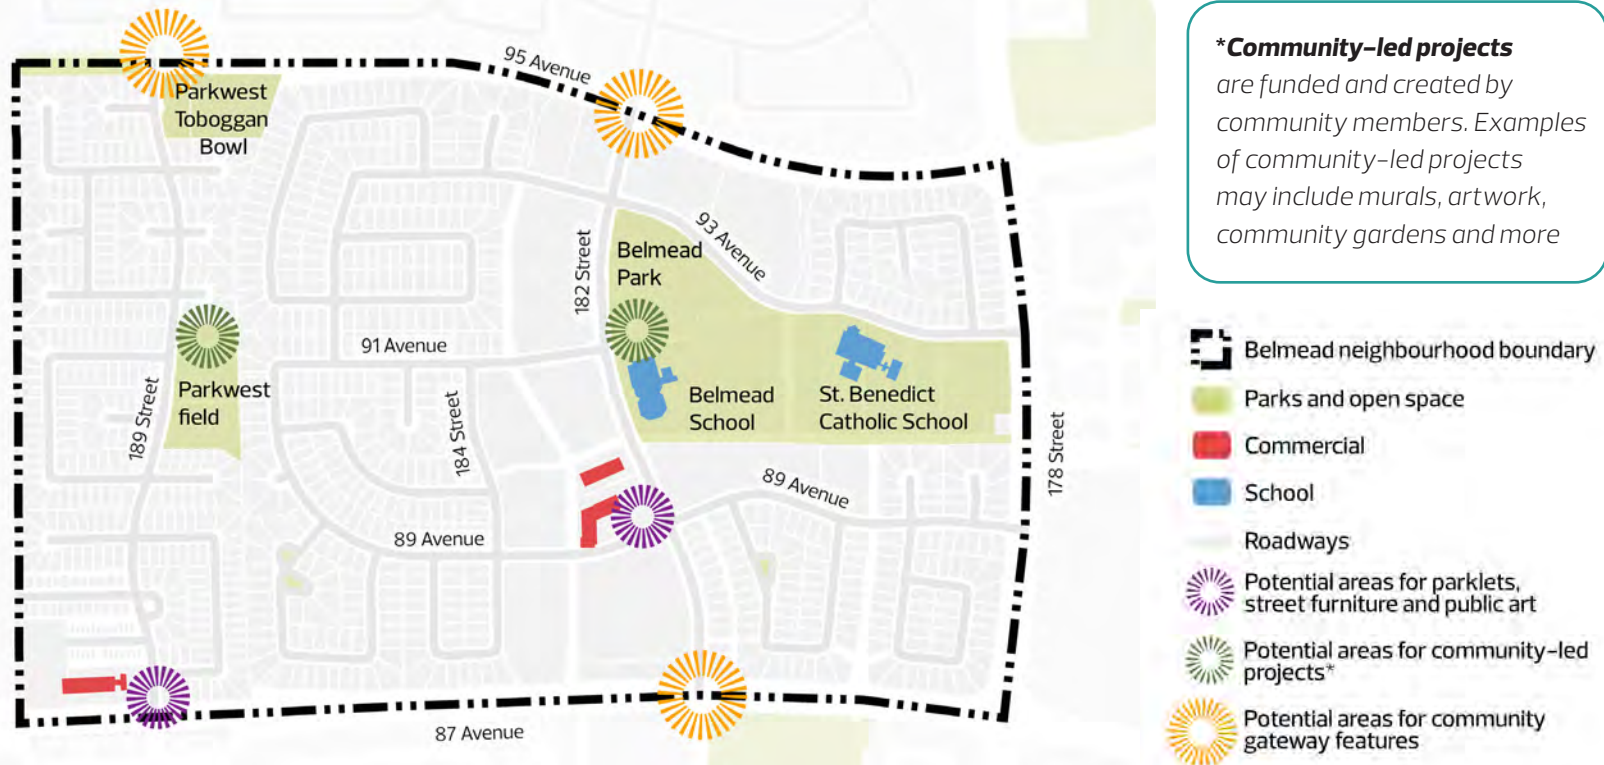 95 Avenue
Parkwest
Toboggan
Bowl
93 Avenue
Belmead
Park
182 Street
91 Avenue
Parkwest
field
189 Street
184 Street
Belmead
School
St. Benedict
Catholic School
178 Street
89 Avenue
89 Avenue
87 Avenue
*Community-led projects
are funded and created by
community members. Examples
of community-led projects
may include murals, artwork,
community gardens and more
Belmead neighbourhood boundary
Parks and open space
Commercial
School
Roadways
Potential areas for parklets,
street furniture and public art
Potential areas for community-led
projects*
Potential areas for community
gateway features